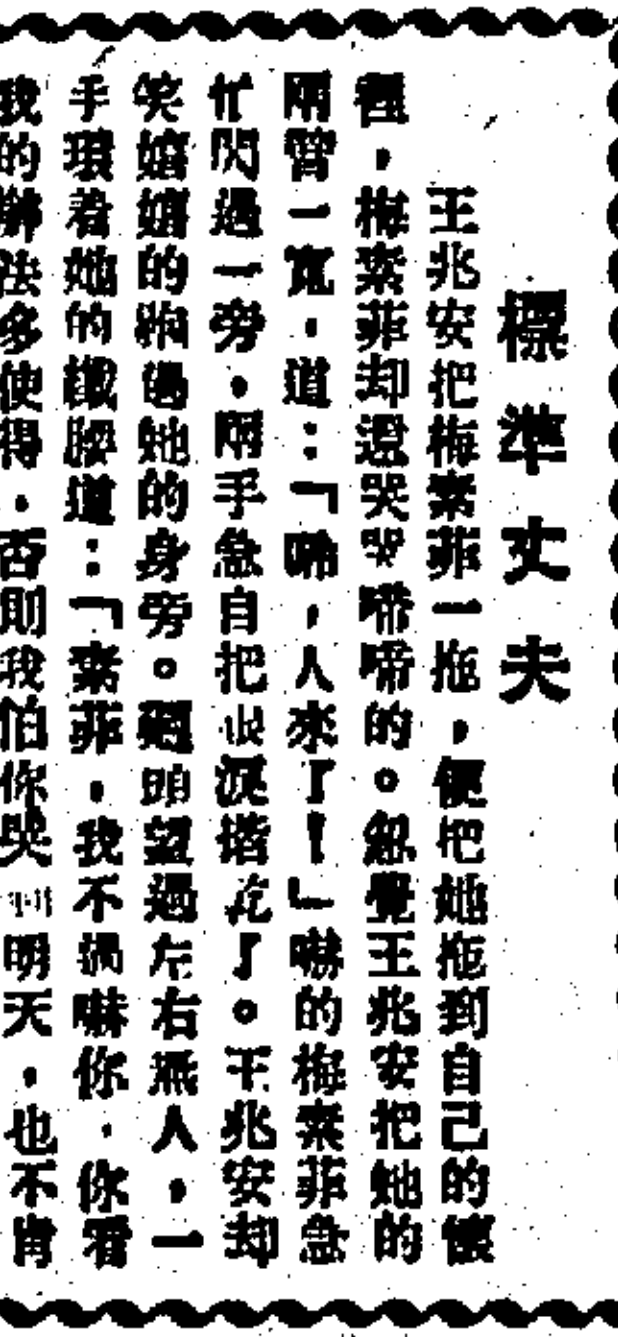 標準丈夫
王兆安把梅素菲一拖，便把她拖到自己的懷
裡，梅素菲却還哭哭啼啼的。忽覺王兆安把她的
兩臂一寬，道：「唏，人來了！」嚇的梅素菲急
忙閃過一旁，兩手急自把眼淚揩乾了。王兆安却
笑嬉嬉的擁過她的身旁。迴頭望過左右無人，一
手環着她的纖腰道：「素菲，我不過嚇你，你看
我的辦法多使得，否則我怕你哭到明天，也不肯